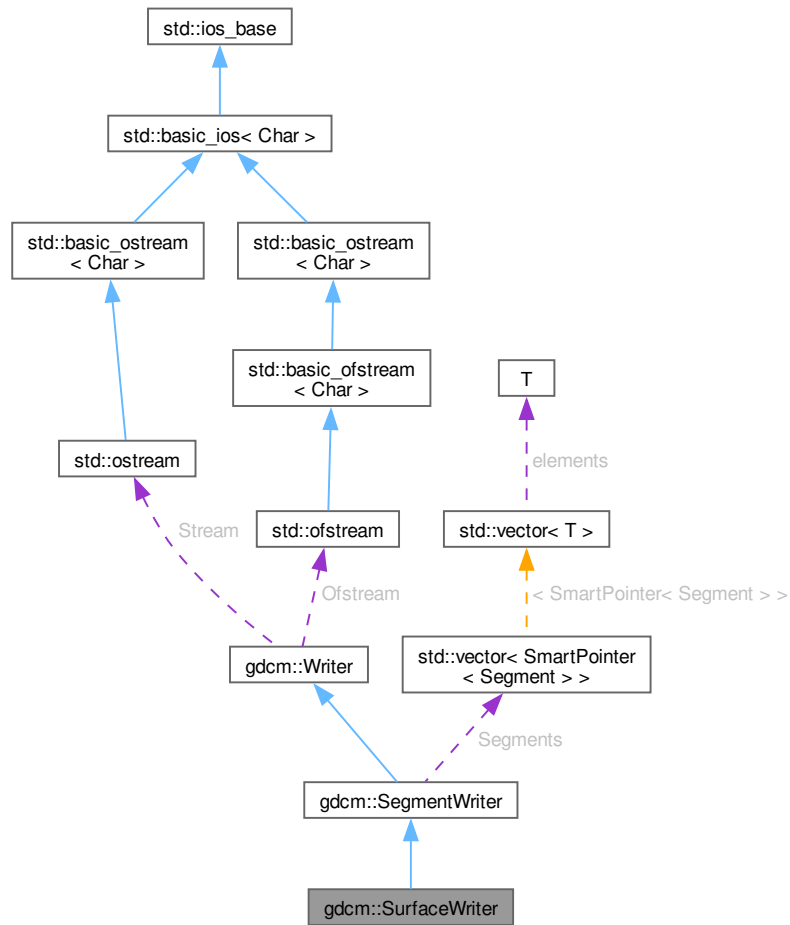 std::ios_base
std::basic_ios< Char >
std::basic_ostream
< Char >
std::basic_ostream
< Char >
std::basic_ofstream
< Char >
T
std::ostream
elements
std::ofstream
std::vector< T >
Stream
Ofstream
< SmartPointer< Segment > >
gdcm::Writer
std::vector< SmartPointer
< Segment > >
Segments
gdcm::SegmentWriter
gdcm::SurfaceWriter